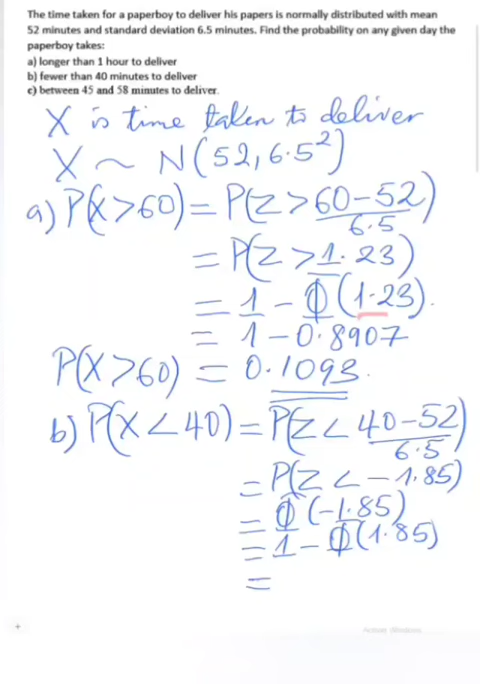 The time taken for a paperboy to deliver his papers is normally distributed with mean
52 minutes and standard deviation 6.5 minutes. Find the probability on any given day the
paperboy takes:
a) longer than 1 hour to deliver
b) fewer than 40 minutes to deliver
c) between 45 and 58 minutes to deliver.
X is time taken to deliver
X ~ N(52, 6.5²)
a) P(X>60) = P(Z > (60-52)/6.5)
= P(Z > 1.23)
= 1 - Φ(1.23).
= 1 - 0.8907
P(X>60) = 0.1093.
b) P(X<40) = P(Z < (40-52)/6.5)
= P(Z < -1.85)
= Φ(-1.85)
= 1 - Φ(1.85)
=